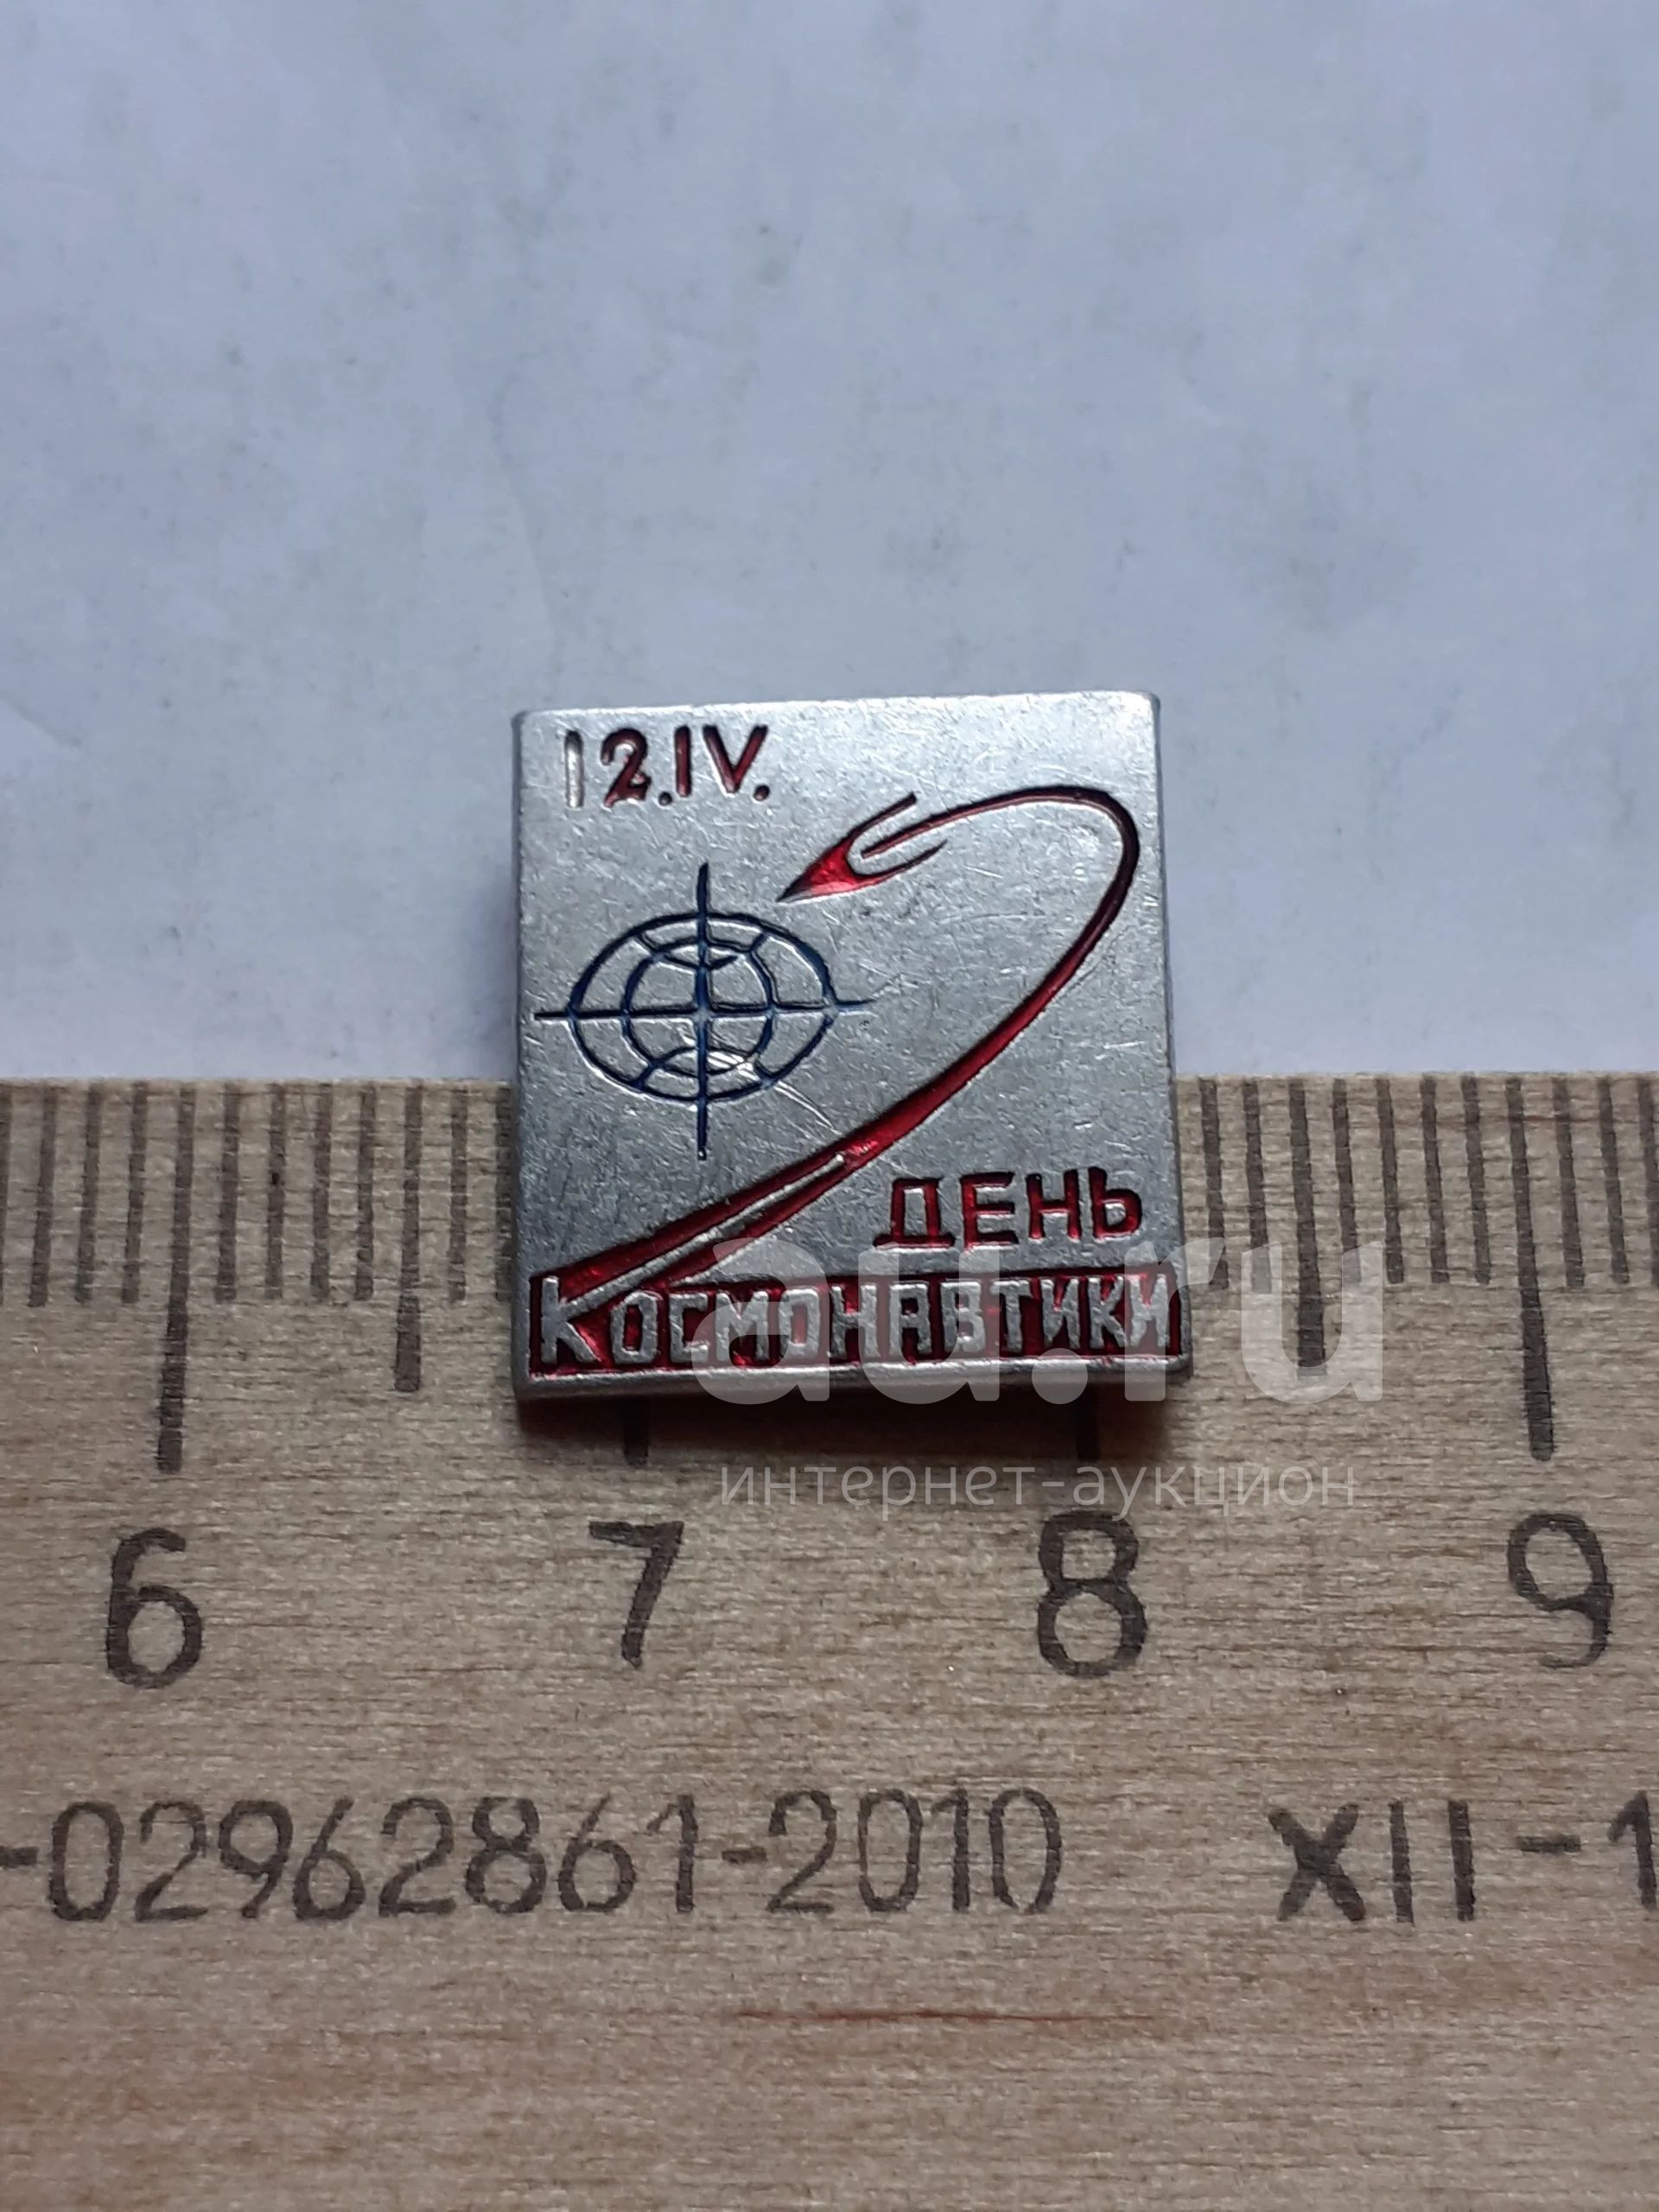 12.IV.
ДЕНЬ
КОСМОНАВТИКИ
au.ru
интернет-аукцион
6 7 8 9
-02962861-2010 XII-1